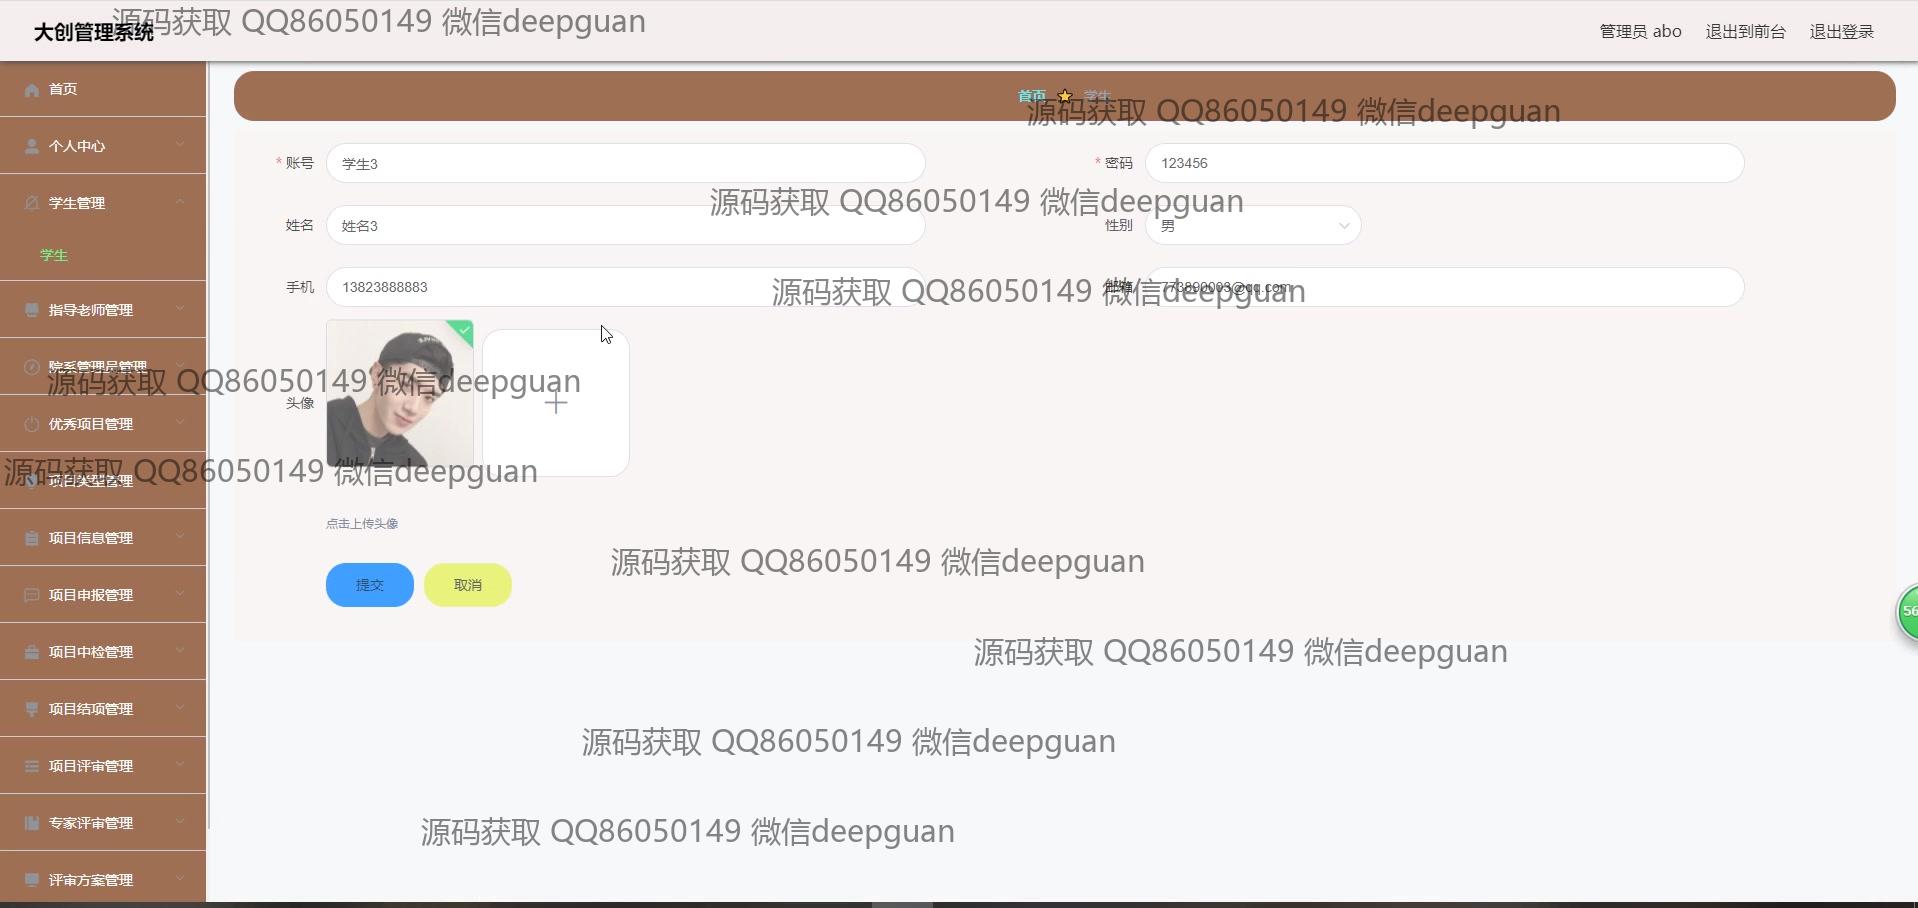 大创管理系统
源码获取 QQ86050149 微信deepguan
管理员 abo 退出到前台 退出登录
首页
个人中心
学生管理
学生
指导老师管理
院系管理员管理
优秀项目管理
项目类型管理
项目信息管理
项目申报管理
项目中检管理
项目结项管理
项目评审管理
专家评审管理
评审方案管理
首页 学生
源码获取 QQ86050149 微信deepguan
* 账号 学生3
* 密码 123456
源码获取 QQ86050149 微信deepguan
姓名 姓名3
性别 男
手机 13823888883
邮箱 773890003@qq.com
源码获取 QQ86050149 微信deepguan
源码获取 QQ86050149 微信deepguan
头像
源码获取 QQ86050149 微信deepguan
点击上传头像
源码获取 QQ86050149 微信deepguan
提交 取消
56
源码获取 QQ86050149 微信deepguan
源码获取 QQ86050149 微信deepguan
源码获取 QQ86050149 微信deepguan